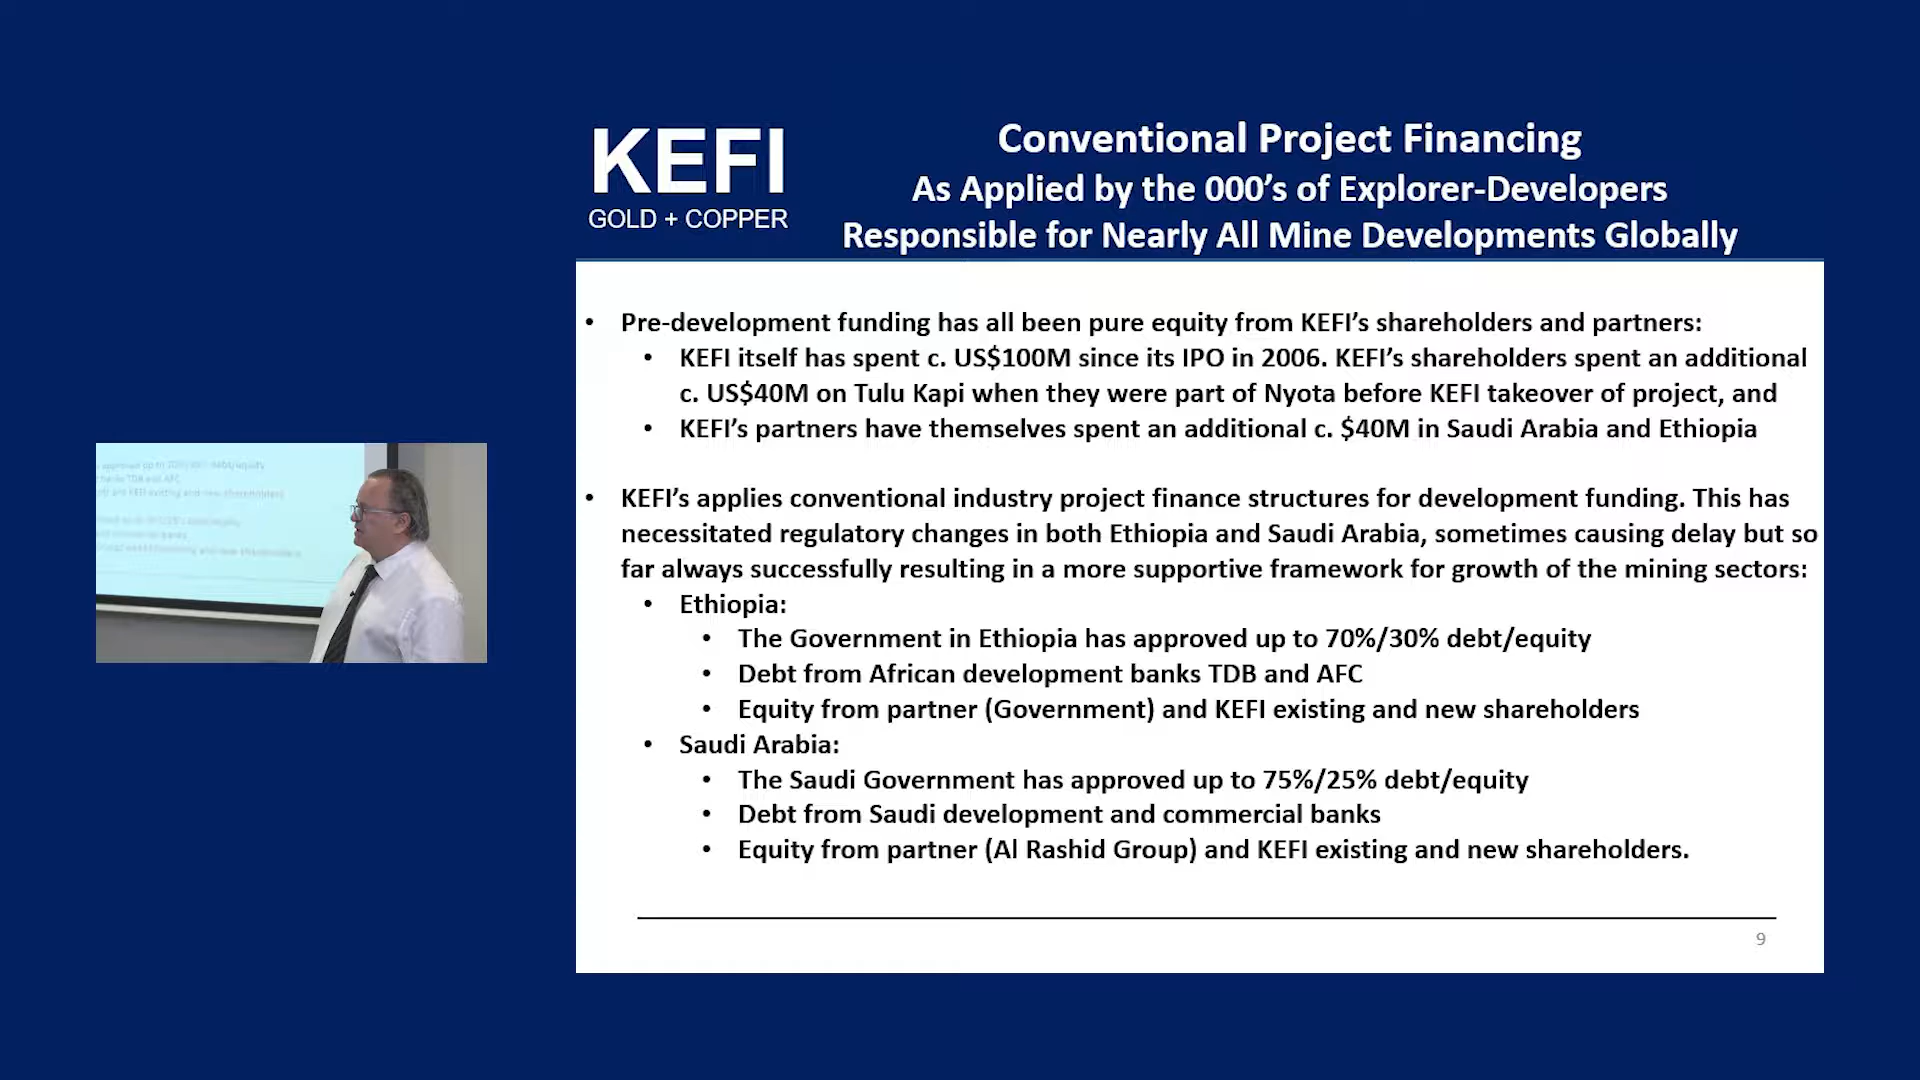 KEFI
GOLD + COPPER
Conventional Project Financing
As Applied by the 000’s of Explorer-Developers
Responsible for Nearly All Mine Developments Globally
• Pre-development funding has all been pure equity from KEFI’s shareholders and partners:
• KEFI itself has spent c. US$100M since its IPO in 2006. KEFI’s shareholders spent an additional
c. US$40M on Tulu Kapi when they were part of Nyota before KEFI takeover of project, and
• KEFI’s partners have themselves spent an additional c. $40M in Saudi Arabia and Ethiopia
• KEFI’s applies conventional industry project finance structures for development funding. This has
necessitated regulatory changes in both Ethiopia and Saudi Arabia, sometimes causing delay but so
far always successfully resulting in a more supportive framework for growth of the mining sectors:
• Ethiopia:
• The Government in Ethiopia has approved up to 70%/30% debt/equity
• Debt from African development banks TDB and AFC
• Equity from partner (Government) and KEFI existing and new shareholders
• Saudi Arabia:
• The Saudi Government has approved up to 75%/25% debt/equity
• Debt from Saudi development and commercial banks
• Equity from partner (Al Rashid Group) and KEFI existing and new shareholders.
9